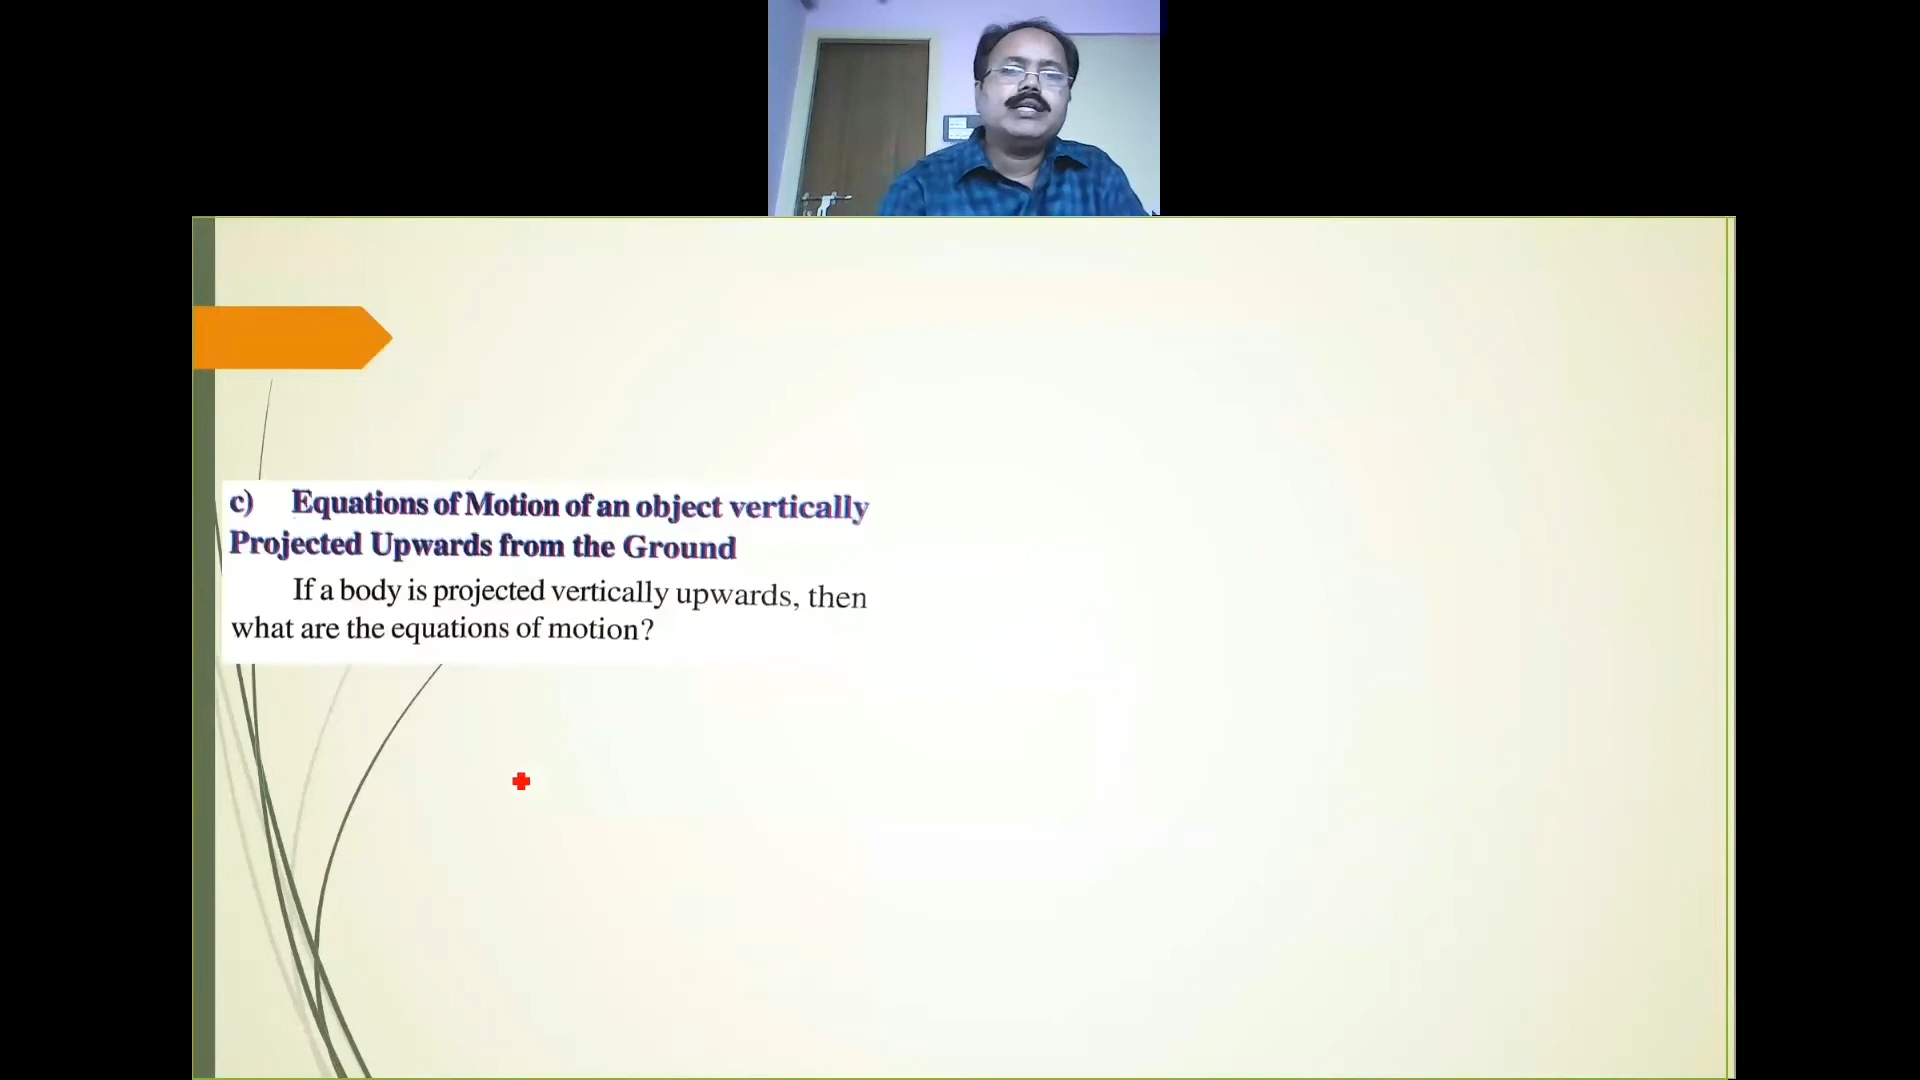 c) Equations of Motion of an object vertically
Projected Upwards from the Ground
If a body is projected vertically upwards, then
what are the equations of motion?